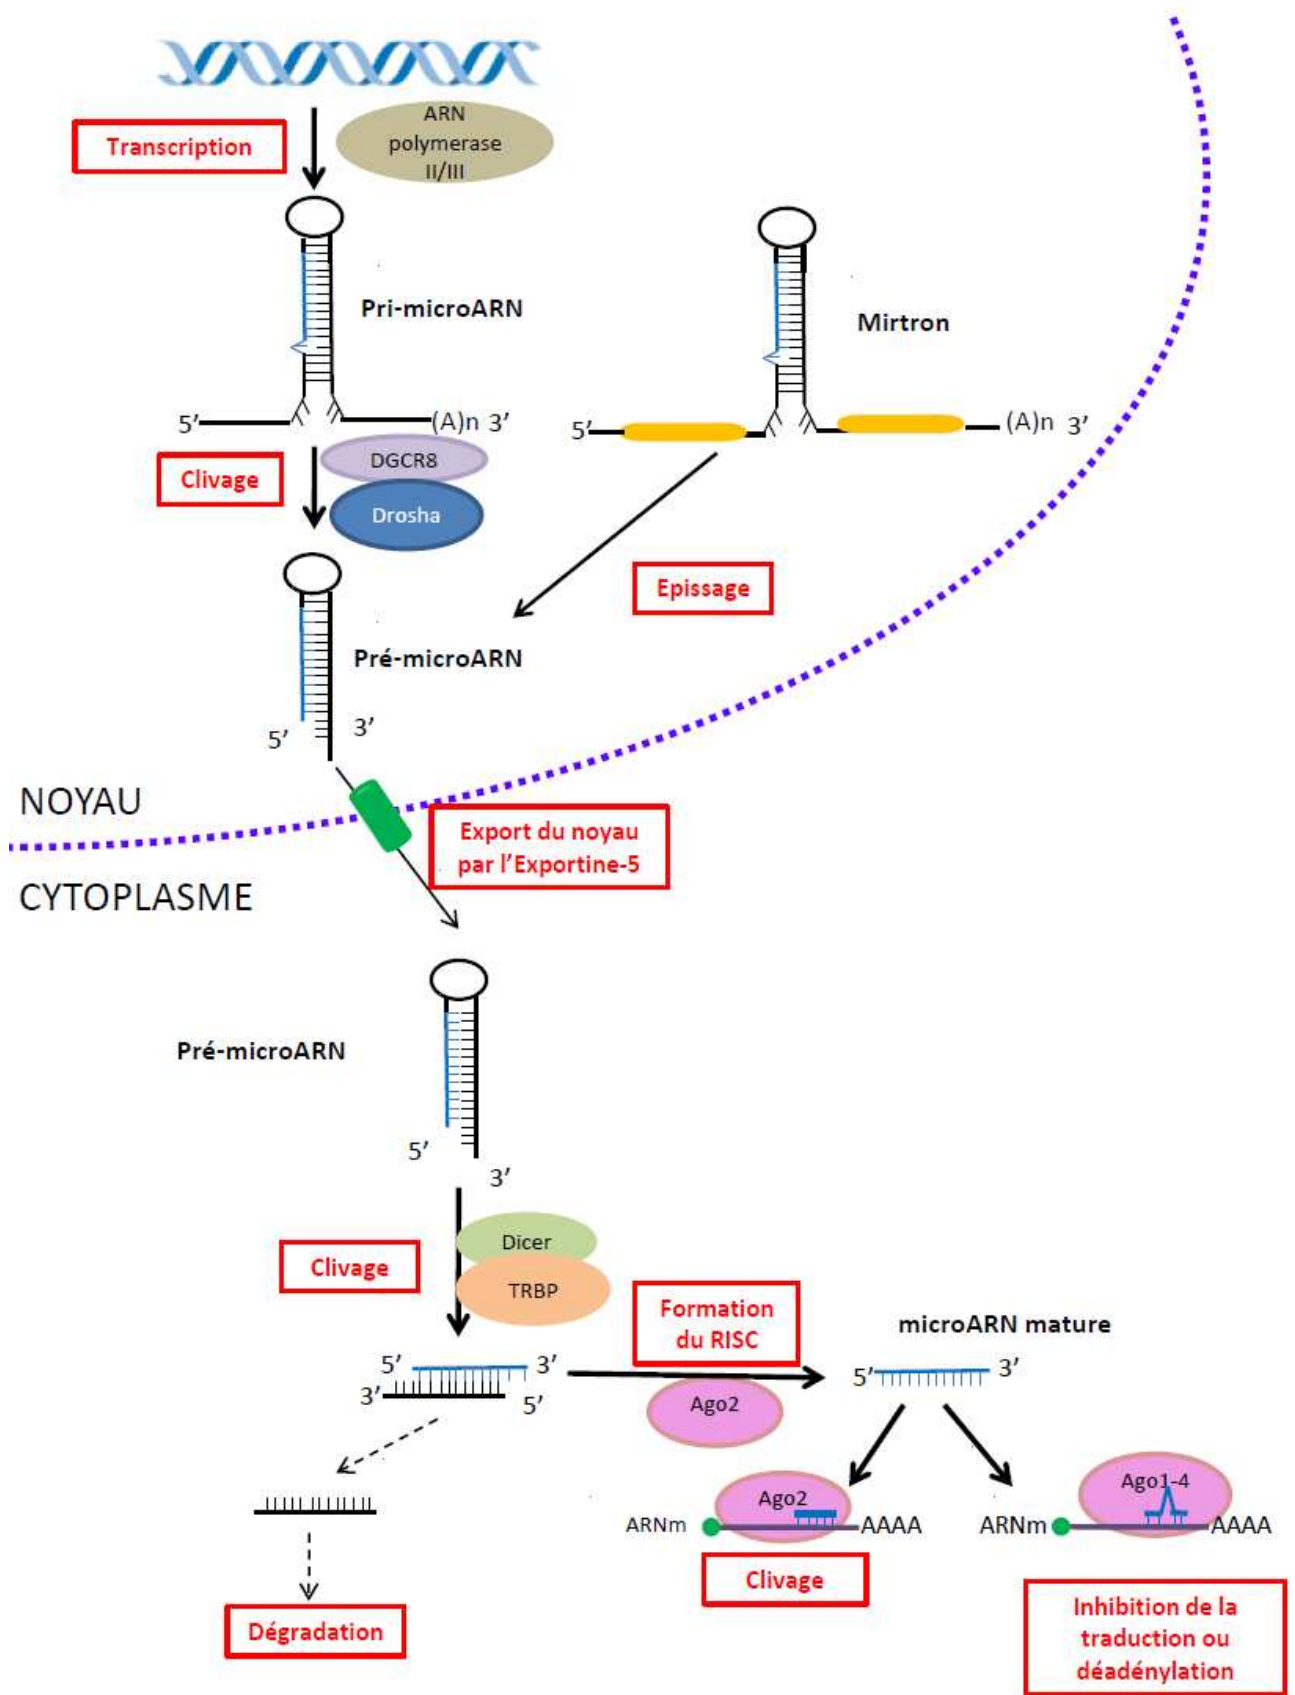 ARN
polymerase
II/III
Transcription
Pri-microARN
Mirtron
5’
(A)n 3’
5’
(A)n 3’
DGCR8
Clivage
Drosha
Epissage
Pré-microARN
5’
3’
NOYAU
Export du noyau
par l’Exportine-5
CYTOPLASME
Pré-microARN
5’
3’
Dicer
Clivage
TRBP
Formation
du RISC
microARN mature
5’
3’
3’
5’
5’
3’
Ago2
Ago2
ARNm
AAAA
Clivage
Ago1-4
ARNm
AAAA
Inhibition de la
traduction ou
déadénylation
Dégradation